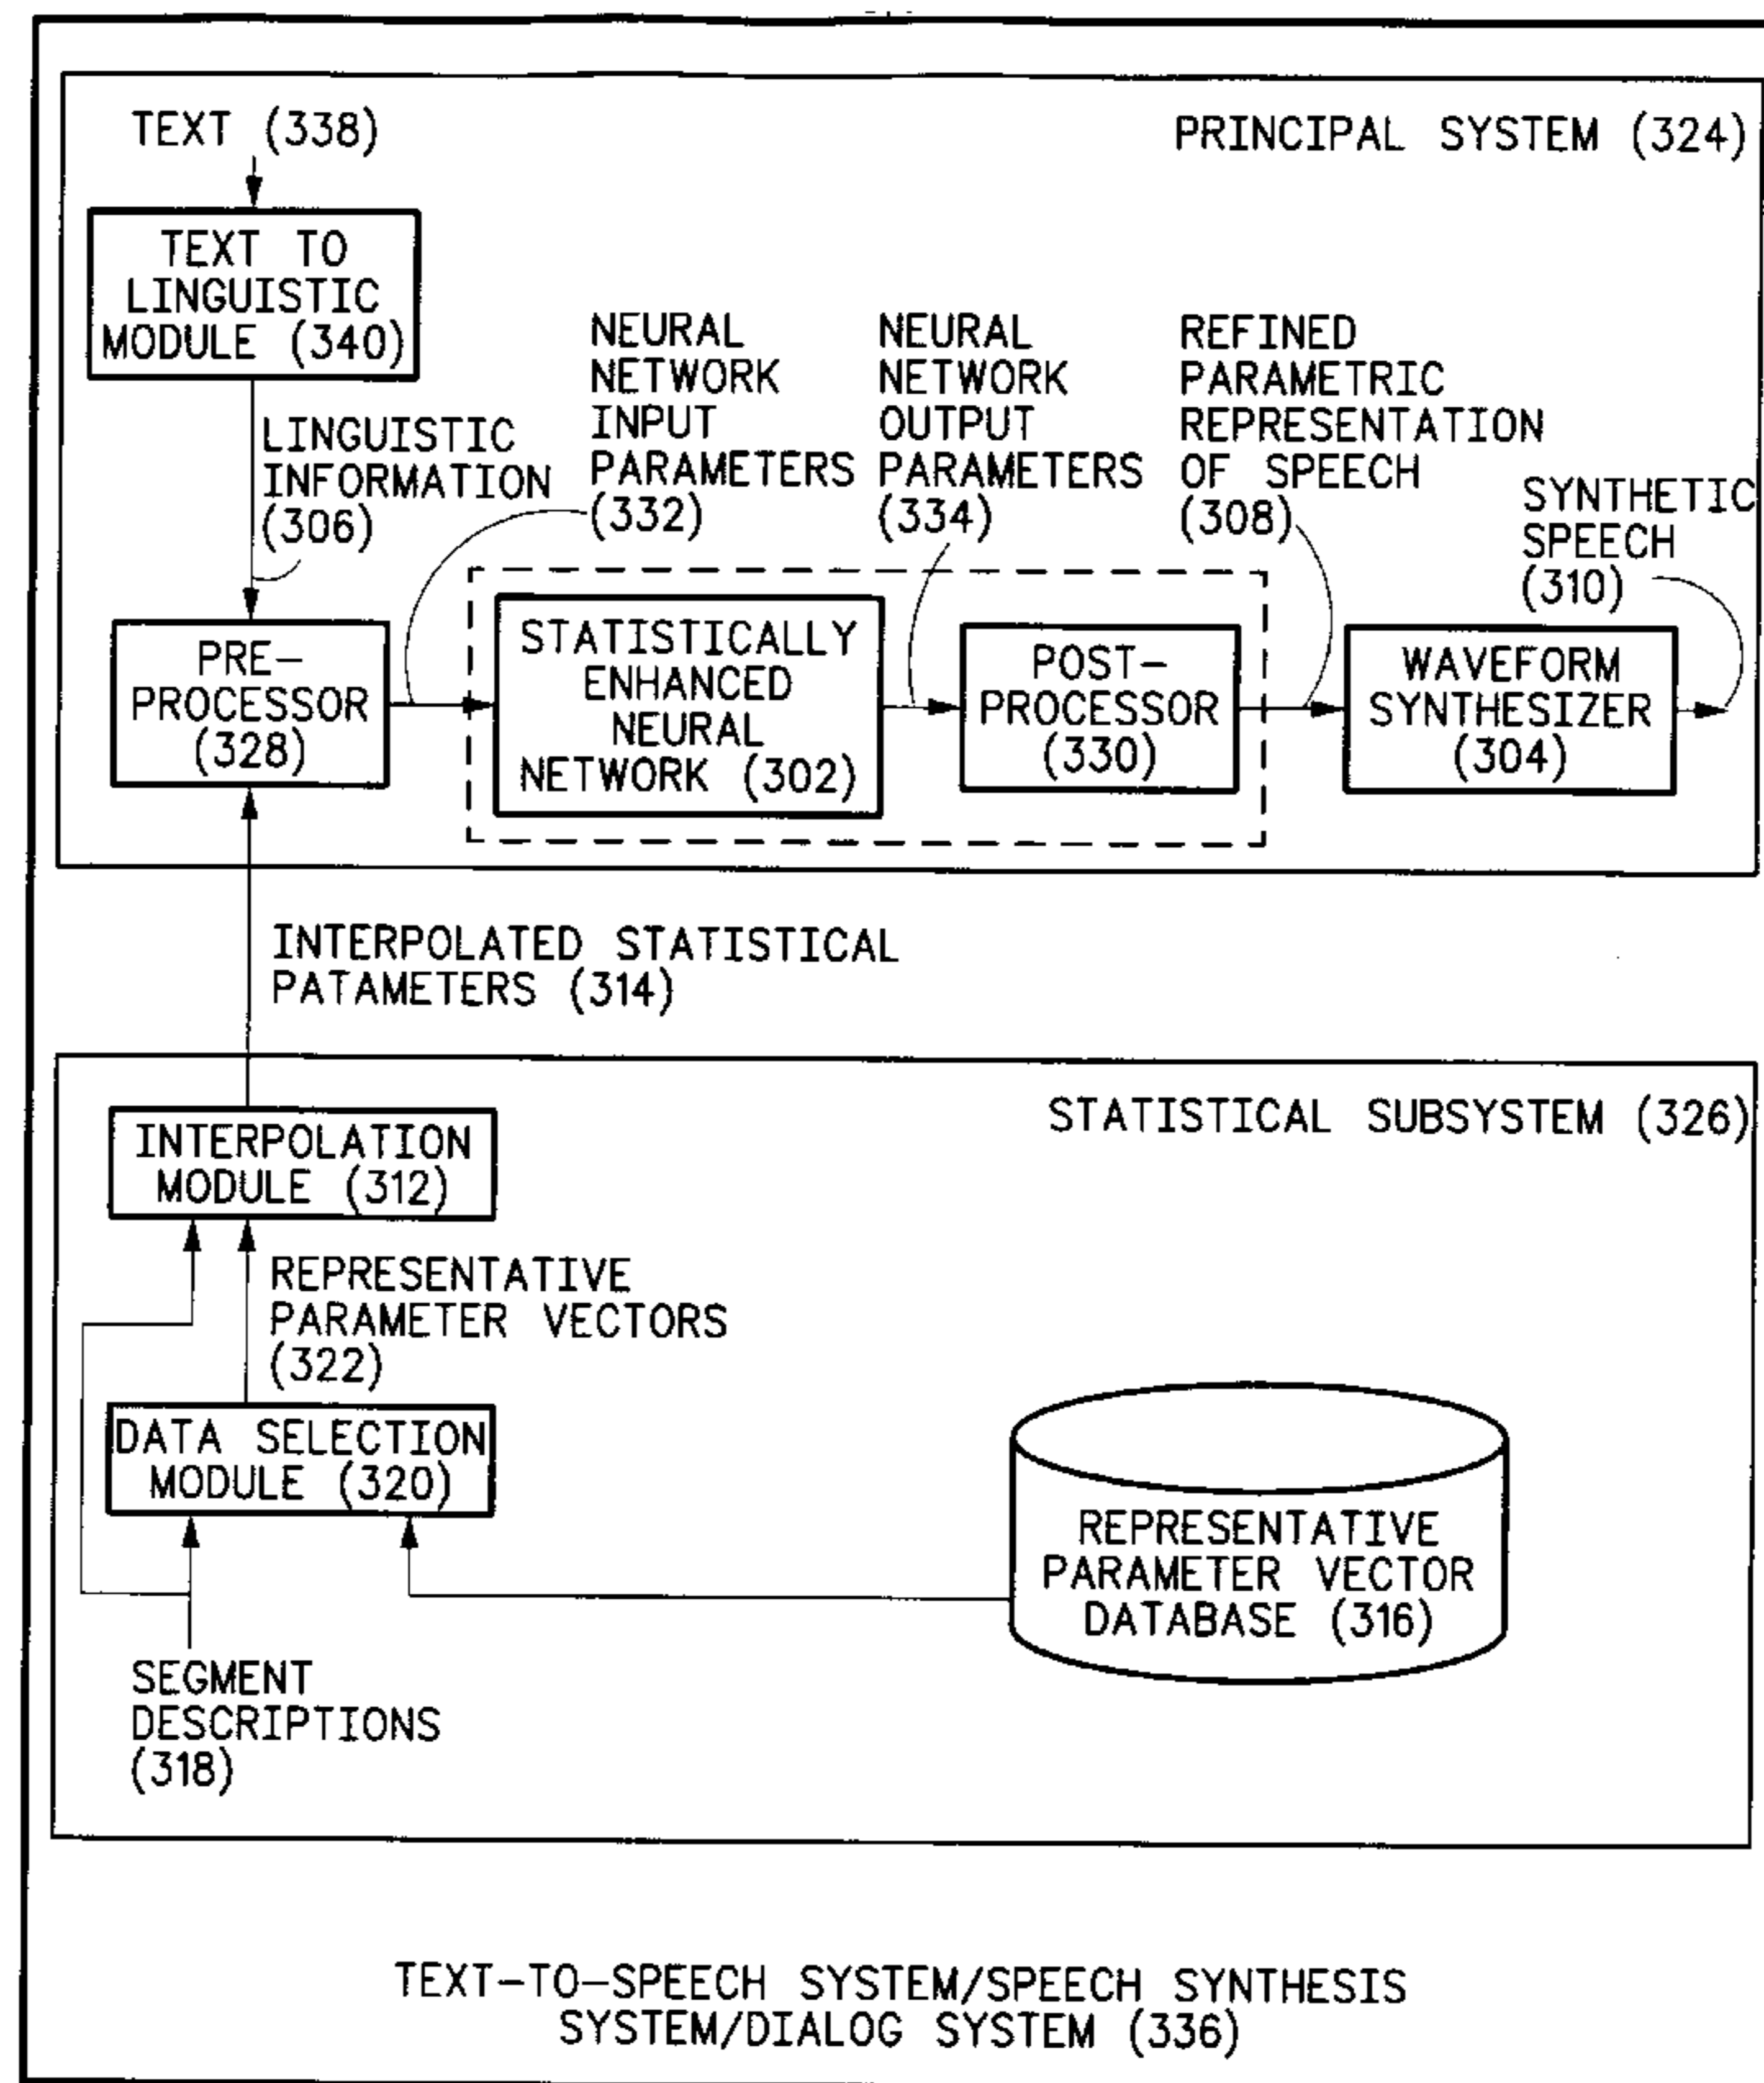 TEXT (338)
PRINCIPAL SYSTEM (324)
TEXT TO
LINGUISTIC
MODULE (340)
LINGUISTIC
INFORMATION
(306)
NEURAL
NETWORK
INPUT
PARAMETERS
(332)
NEURAL
NETWORK
OUTPUT
PARAMETERS
(334)
REFINED
PARAMETRIC
REPRESENTATION
OF SPEECH
(308)
SYNTHETIC
SPEECH
(310)
PRE-
PROCESSOR
(328)
STATISTICALLY
ENHANCED
NEURAL
NETWORK (302)
POST-
PROCESSOR
(330)
WAVEFORM
SYNTHESIZER
(304)
INTERPOLATED STATISTICAL
PATAMETERS (314)
STATISTICAL SUBSYSTEM (326)
INTERPOLATION
MODULE (312)
REPRESENTATIVE
PARAMETER VECTORS
(322)
DATA SELECTION
MODULE (320)
REPRESENTATIVE
PARAMETER VECTOR
DATABASE (316)
SEGMENT
DESCRIPTIONS
(318)
TEXT-TO-SPEECH SYSTEM/SPEECH SYNTHESIS
SYSTEM/DIALOG SYSTEM (336)